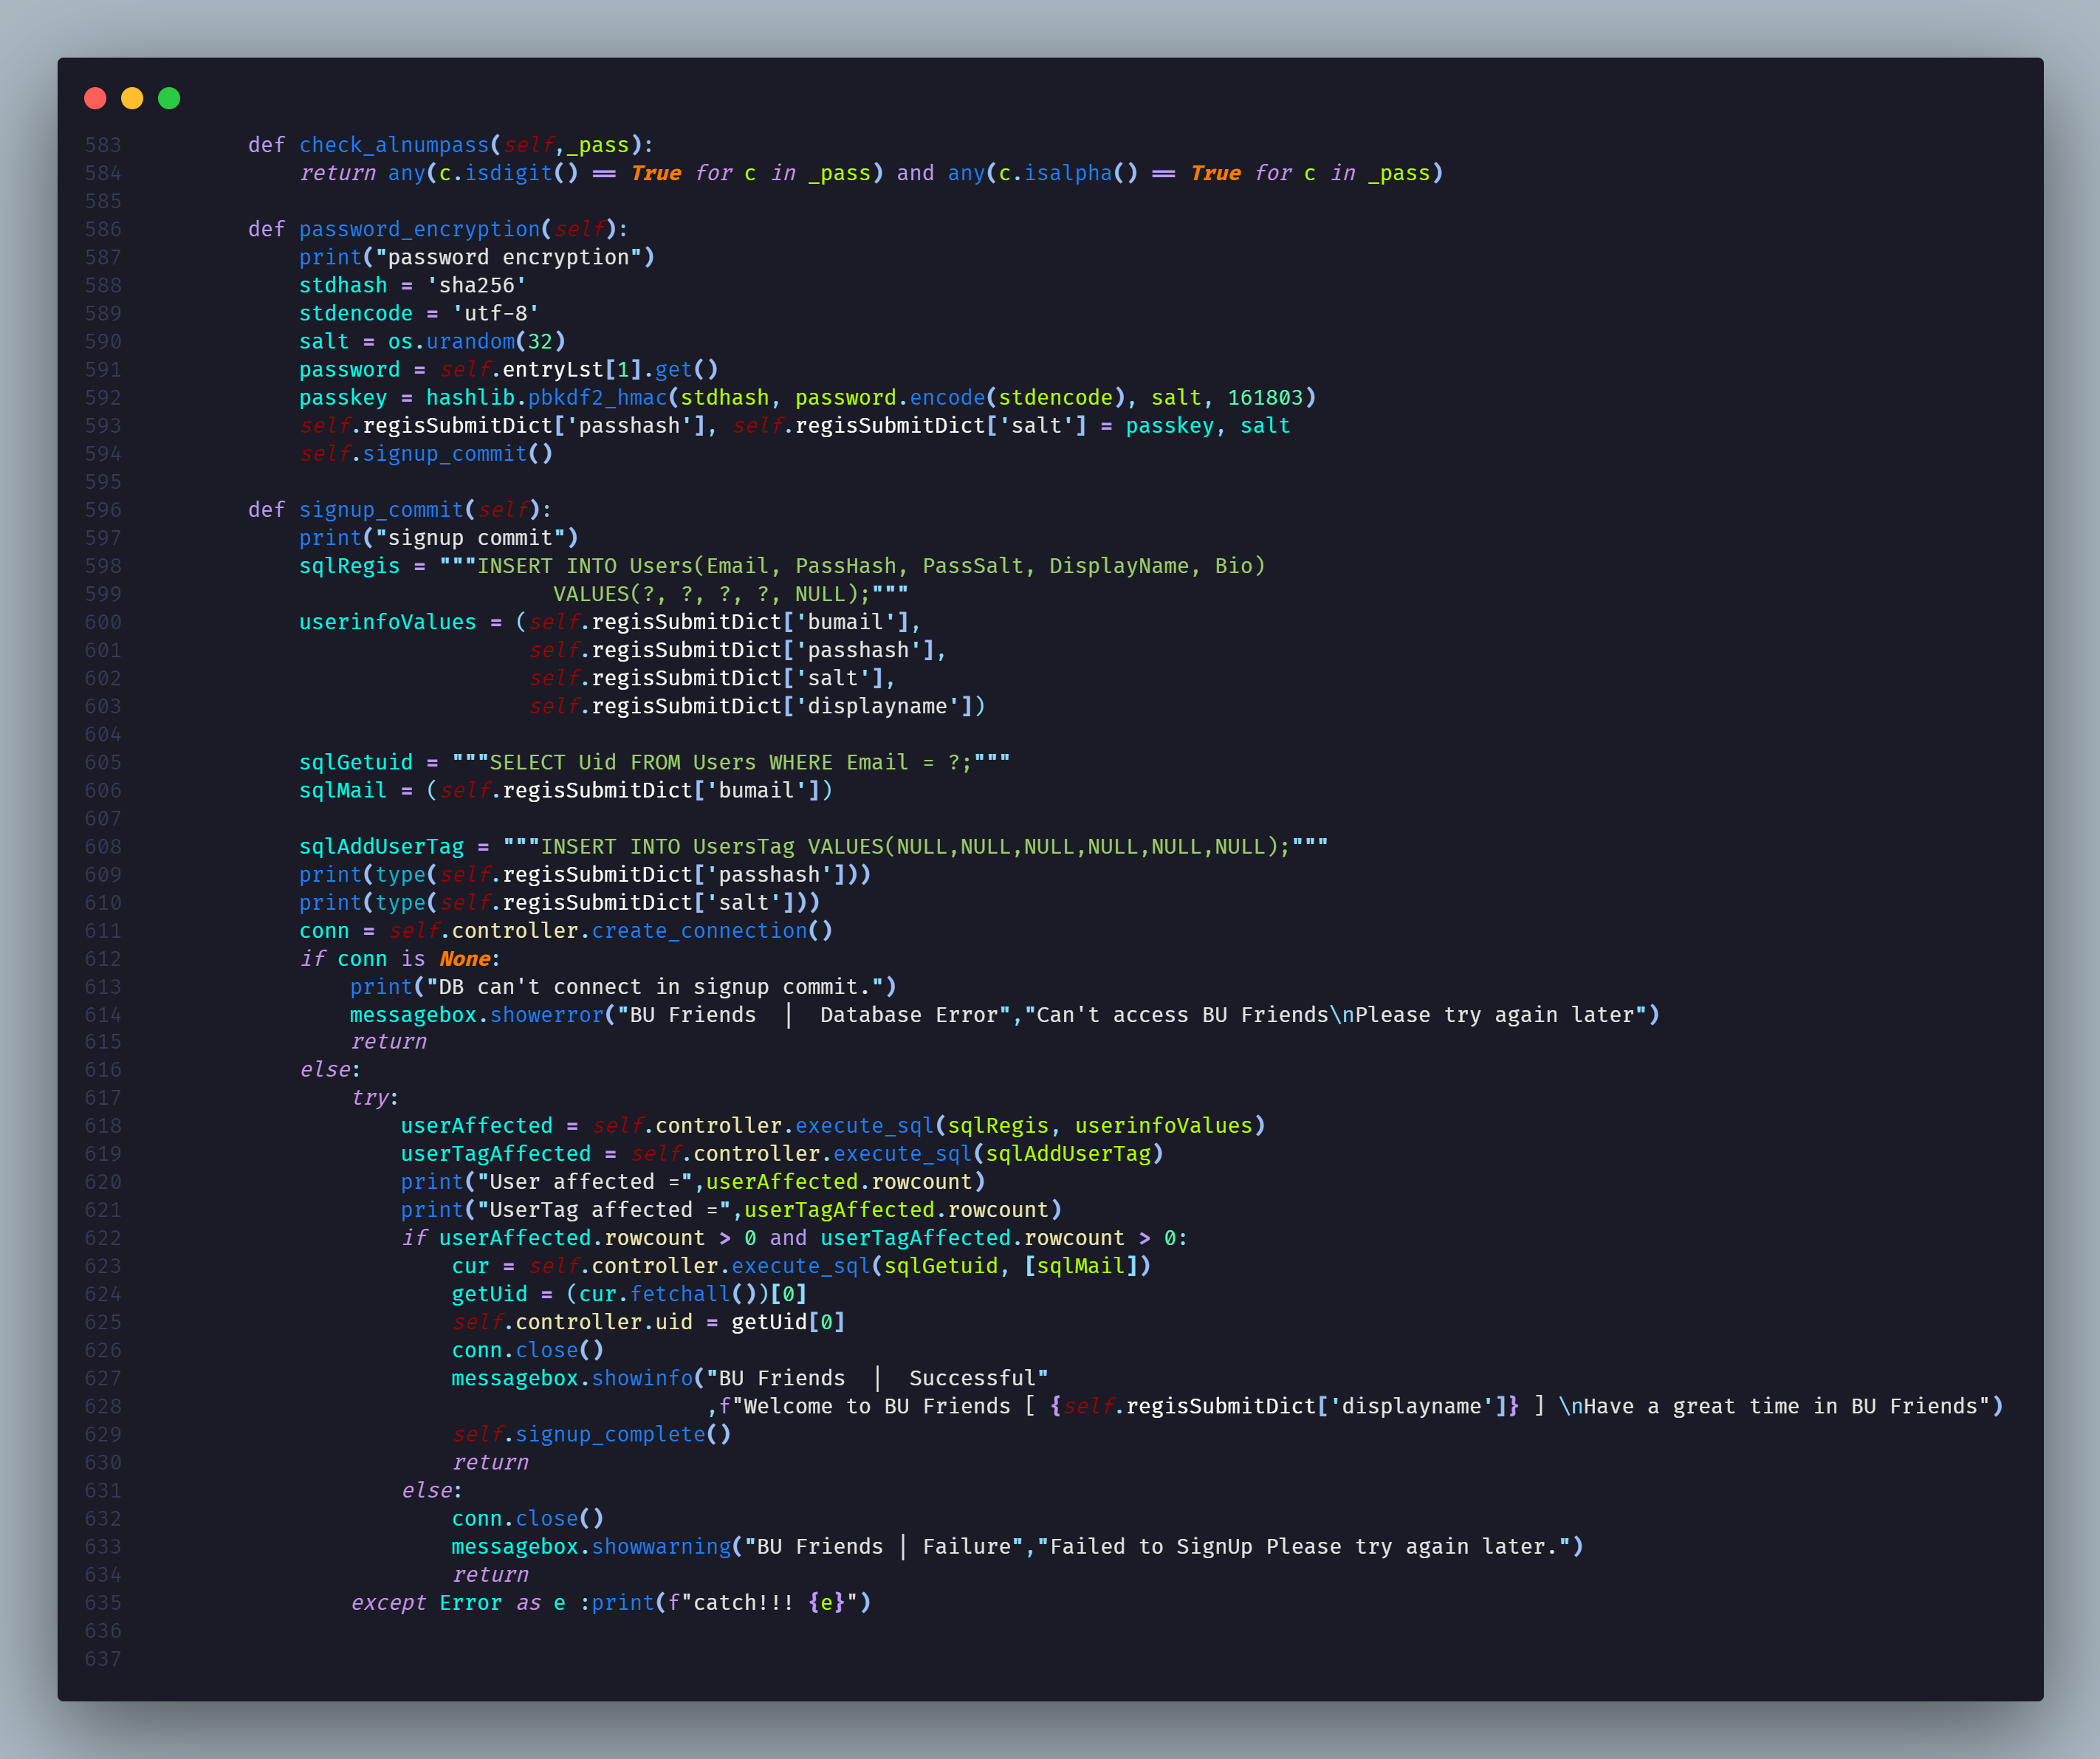 583         def check_alnumpass(self,_pass):
584             return any(c.isdigit() == True for c in _pass) and any(c.isalpha() == True for c in _pass)
585
586         def password_encryption(self):
587             print("password encryption")
588             stdhash = 'sha256'
589             stdencode = 'utf-8'
590             salt = os.urandom(32)
591             password = self.entryLst[1].get()
592             passkey = hashlib.pbkdf2_hmac(stdhash, password.encode(stdencode), salt, 161803)
593             self.regisSubmitDict['passhash'], self.regisSubmitDict['salt'] = passkey, salt
594             self.signup_commit()
595
596         def signup_commit(self):
597             print("signup commit")
598             sqlRegis = """INSERT INTO Users(Email, PassHash, PassSalt, DisplayName, Bio)
599                                 VALUES(?, ?, ?, ?, NULL);"""
600             userinfoValues = (self.regisSubmitDict['bumail'],
601                               self.regisSubmitDict['passhash'],
602                               self.regisSubmitDict['salt'],
603                               self.regisSubmitDict['displayname'])
604
605             sqlGetuid = """SELECT Uid FROM Users WHERE Email = ?;"""
606             sqlMail = (self.regisSubmitDict['bumail'])
607
608             sqlAddUserTag = """INSERT INTO UsersTag VALUES(NULL,NULL,NULL,NULL,NULL,NULL);"""
609             print(type(self.regisSubmitDict['passhash']))
610             print(type(self.regisSubmitDict['salt']))
611             conn = self.controller.create_connection()
612             if conn is None:
613                 print("DB can't connect in signup commit.")
614                 messagebox.showerror("BU Friends  |  Database Error","Can't access BU Friends\nPlease try again later")
615                 return
616             else:
617                 try:
618                     userAffected = self.controller.execute_sql(sqlRegis, userinfoValues)
619                     userTagAffected = self.controller.execute_sql(sqlAddUserTag)
620                     print("User affected =",userAffected.rowcount)
621                     print("UserTag affected =",userTagAffected.rowcount)
622                     if userAffected.rowcount > 0 and userTagAffected.rowcount > 0:
623                         cur = self.controller.execute_sql(sqlGetuid, [sqlMail])
624                         getUid = (cur.fetchall())[0]
625                         self.controller.uid = getUid[0]
626                         conn.close()
627                         messagebox.showinfo("BU Friends  |  Successful"
628                                             ,f"Welcome to BU Friends [ {self.regisSubmitDict['displayname']} ] \nHave a great time in BU Friends")
629                         self.signup_complete()
630                         return
631                     else:
632                         conn.close()
633                         messagebox.showwarning("BU Friends | Failure","Failed to SignUp Please try again later.")
634                         return
635                 except Error as e :print(f"catch!!! {e}")
636
637